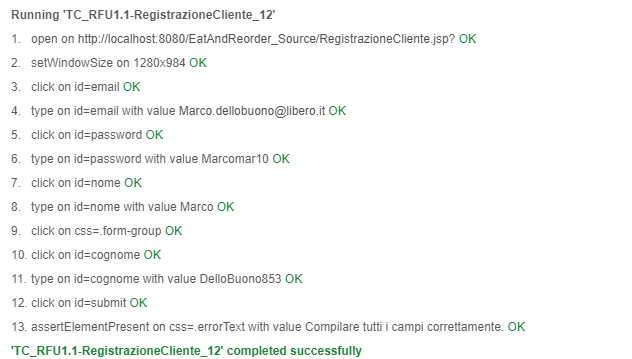 Running 'TC_RFU1.1-RegistrazioneCliente_12'
1. open on http://localhost:8080/EatAndReorder_Source/RegistrazioneCliente.jsp? OK
2. setWindowSize on 1280x984 OK
3. click on id=email OK
4. type on id=email with value Marco.dellobuono@libero.it OK
5. click on id=password OK
6. type on id=password with value Marcomar10 OK
7. click on id=nome OK
8. type on id=nome with value Marco OK
9. click on css=.form-group OK
10. click on id=cognome OK
11. type on id=cognome with value DelloBuono853 OK
12. click on id=submit OK
13. assertElementPresent on css=.errorText with value Compilare tutti i campi correttamente. OK
'TC_RFU1.1-RegistrazioneCliente_12' completed successfully